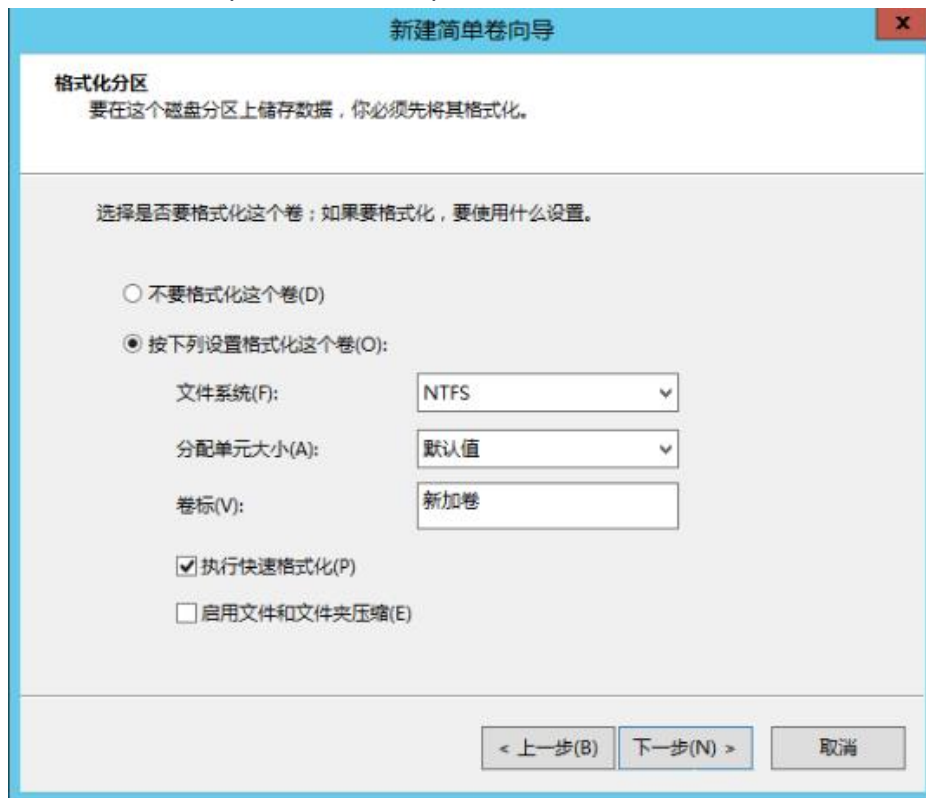 新建简单卷向导
x
格式化分区
要在这个磁盘分区上储存数据，你必须先将其格式化。
选择是否要格式化这个卷；如果要格式化，要使用什么设置。
不要格式化这个卷(D)
按下列设置格式化这个卷(O):
文件系统(F): NTFS
分配单元大小(A): 默认值
卷标(V): 新加卷
执行快速格式化(P)
启用文件和文件夹压缩(E)
< 上一步(B) 下一步(N) > 取消